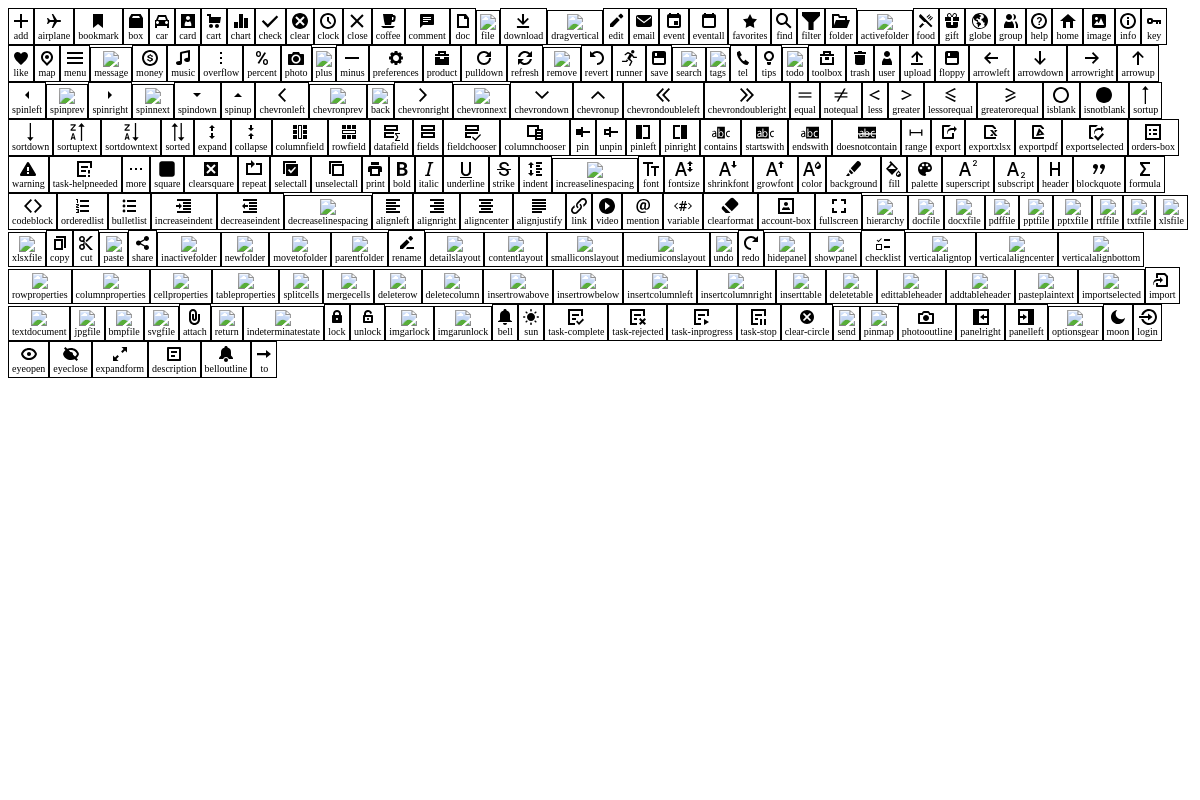 add airplane bookmark box car card cart chart check clear clock close coffee comment doc file download dragvertical edit email event eventall favorites find filter folder activefolder food gift globe group help home image info key
like map menu message money music overflow percent photo plus minus preferences product pulldown refresh remove revert runner save search tags tel tips todo toolbox trash user upload floppy arrowleft arrowdown arrowright arrowup
spinleft spinprev spinright spinnext spindown spinup chevronleft chevronprev back chevronright chevronnext chevrondown chevronup chevrondoubleleft chevrondoubleright equal notequal less greater lessorequal greaterorequal isblank isnotblank sortup
sortdown sortuptext sortdowntext sorted expand collapse columnfield rowfield datafield fields fieldchooser columnchooser pin unpin pinleft pinright contains startswith endswith doesnotcontain range export exportxlsx exportpdf exportselected orders-box
warning task-helpneeded more square clearsquare repeat selectall unselectall print bold italic underline strike indent increaselinespacing font fontsize shrinkfont growfont color background fill palette superscript subscript header blockquote formula
codeblock orderedlist bulletlist increaseindent decreaseindent decreaselinespacing alignleft alignright aligncenter alignjustify link video mention variable clearformat account-box fullscreen hierarchy docfile docxfile pdffile pptfile pptxfile rtffile txtfile xlsfile
xlsxfile copy cut paste share inactivefolder newfolder movetofolder parentfolder rename detailslayout contentlayout smalliconslayout mediumiconslayout undo redo hidepanel showpanel checklist verticalaligntop verticalaligncenter verticalalignbottom
rowproperties columnproperties cellproperties tableproperties splitcells mergecells deleterow deletecolumn insertrowabove insertrowbelow insertcolumnleft insertcolumnright inserttable deletetable edittableheader addtableheader pasteplaintext importselected import
textdocument jpgfile bmpfile svgfile attach return indeterminatestate lock unlock imgarlock imgarunlock bell sun task-complete task-rejected task-inprogress task-stop clear-circle send pinmap photooutline panelright panelleft optionsgear moon login
eyeopen eyeclose expandform description belloutline to